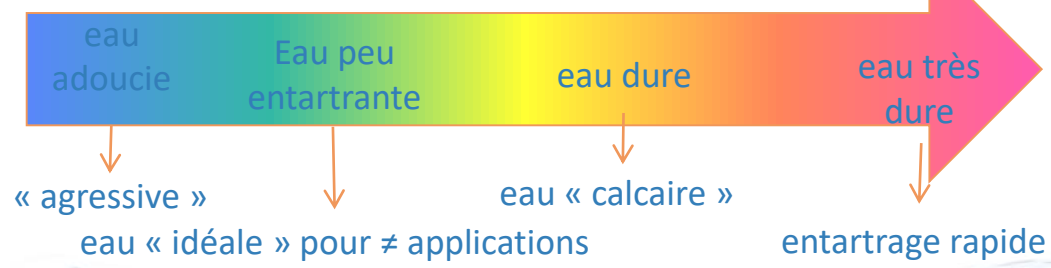 eau
adoucie
Eau peu
entartrante
eau dure
eau très
dure
« agressive »
eau « idéale » pour ≠ applications
eau « calcaire »
entartrage rapide